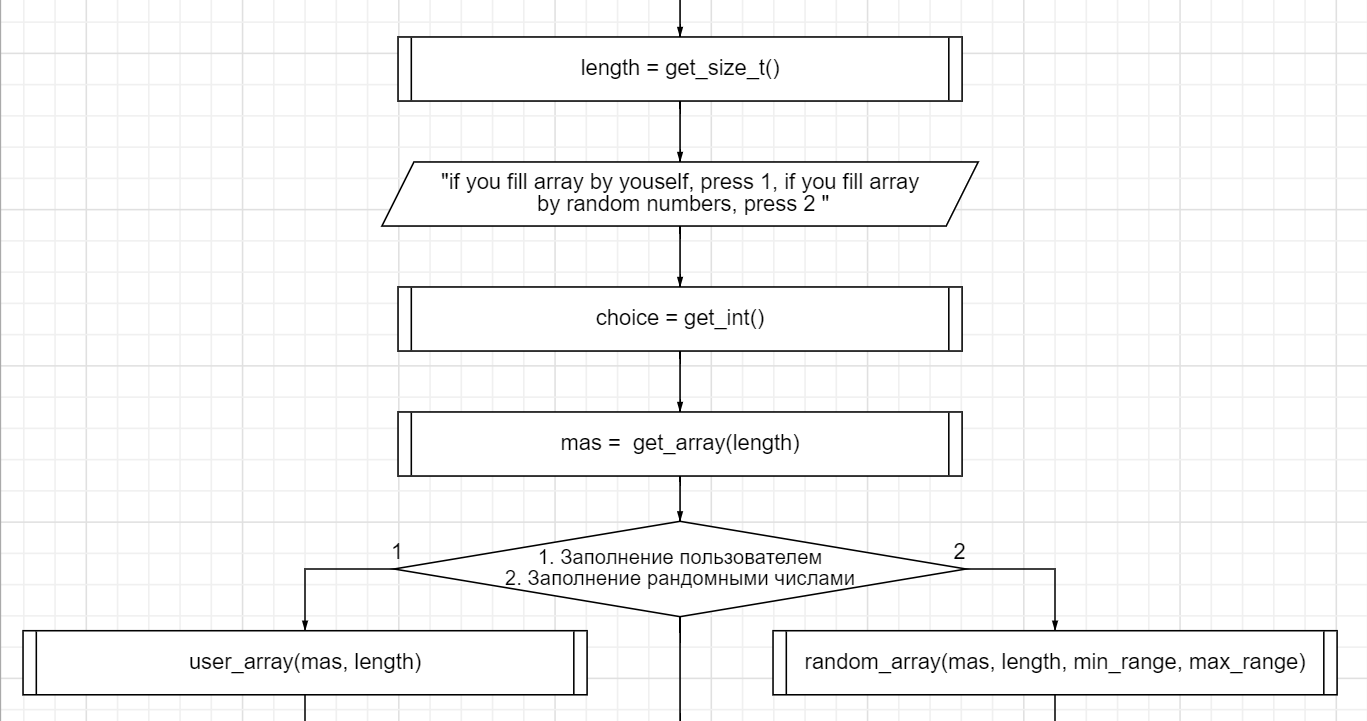 length = get_size_t()
"if you fill array by youself, press 1, if you fill array
by random numbers, press 2 "
choice = get_int()
mas =  get_array(length)
1
2
1. Заполнение пользователем
2. Заполнение рандомными числами
user_array(mas, length)
random_array(mas, length, min_range, max_range)